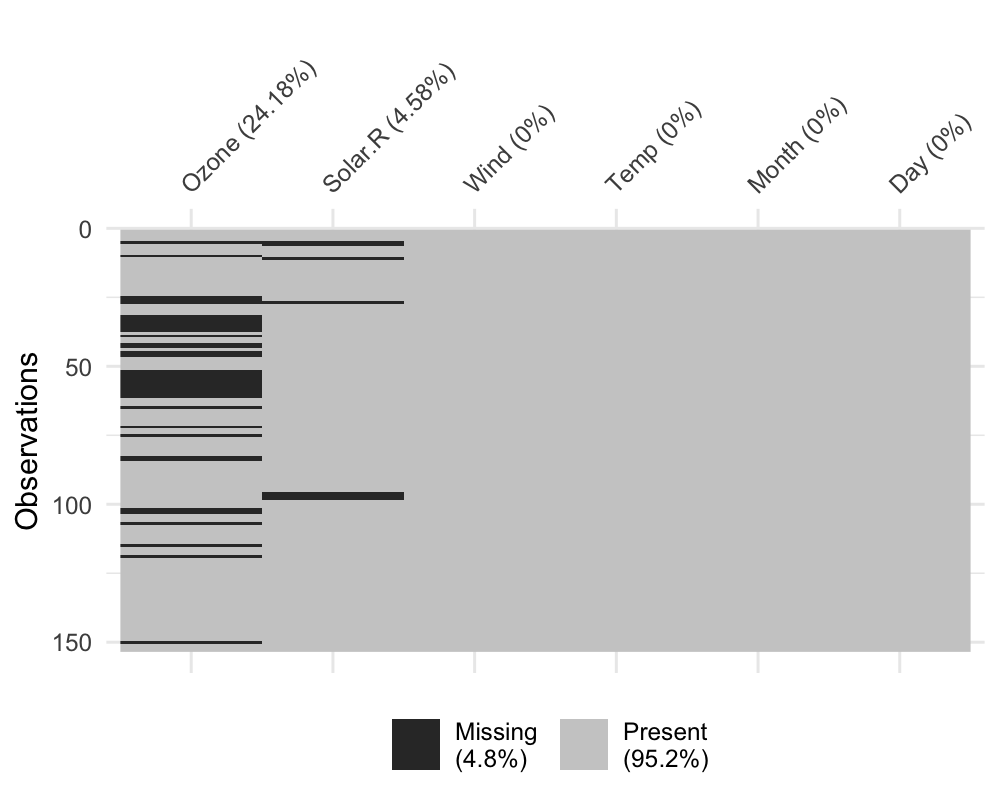 Ozone (24.18%)
Solar.R (4.58%)
Wind (0%)
Temp (0%)
Month (0%)
Day (0%)
Observations
0
50
100
150
Missing
(4.8%)
Present
(95.2%)